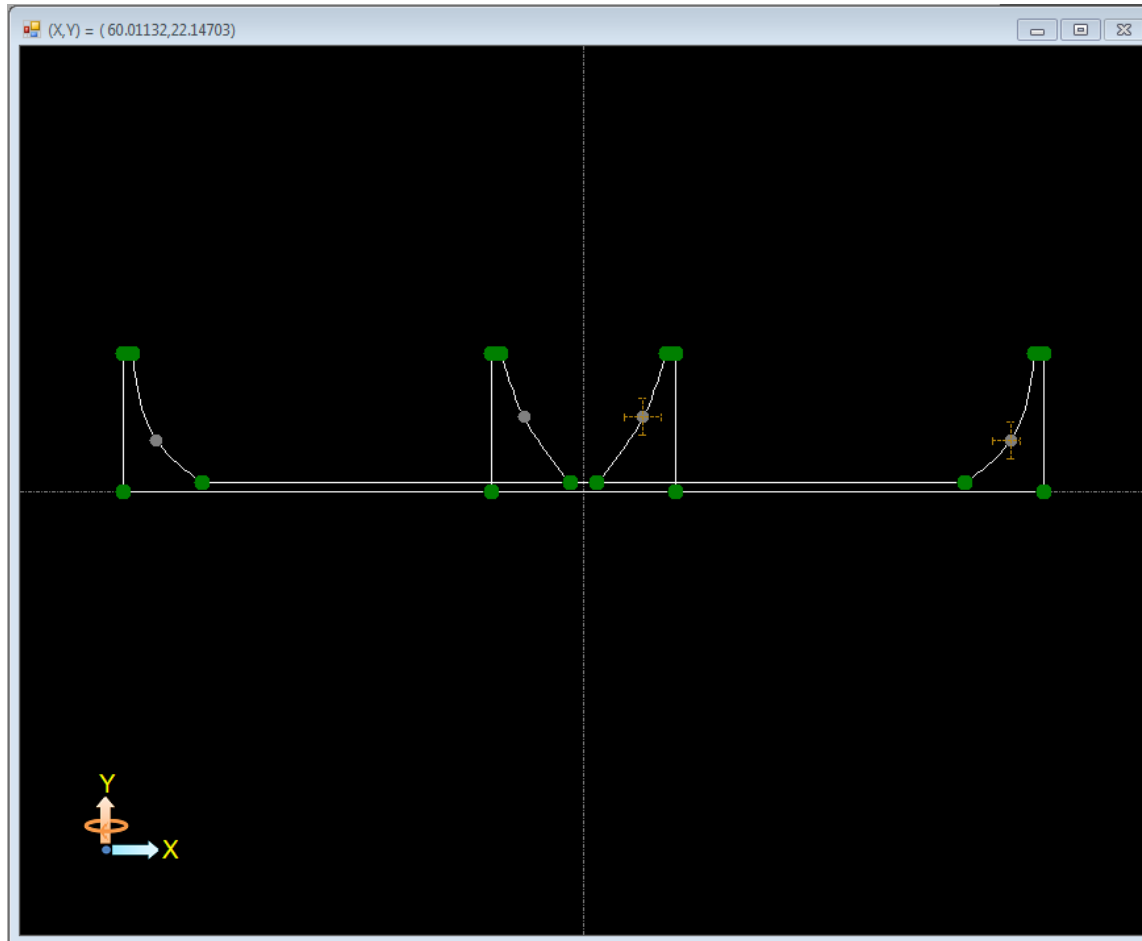 (X,Y) = ( 60.01132,22.14703)
Y
X